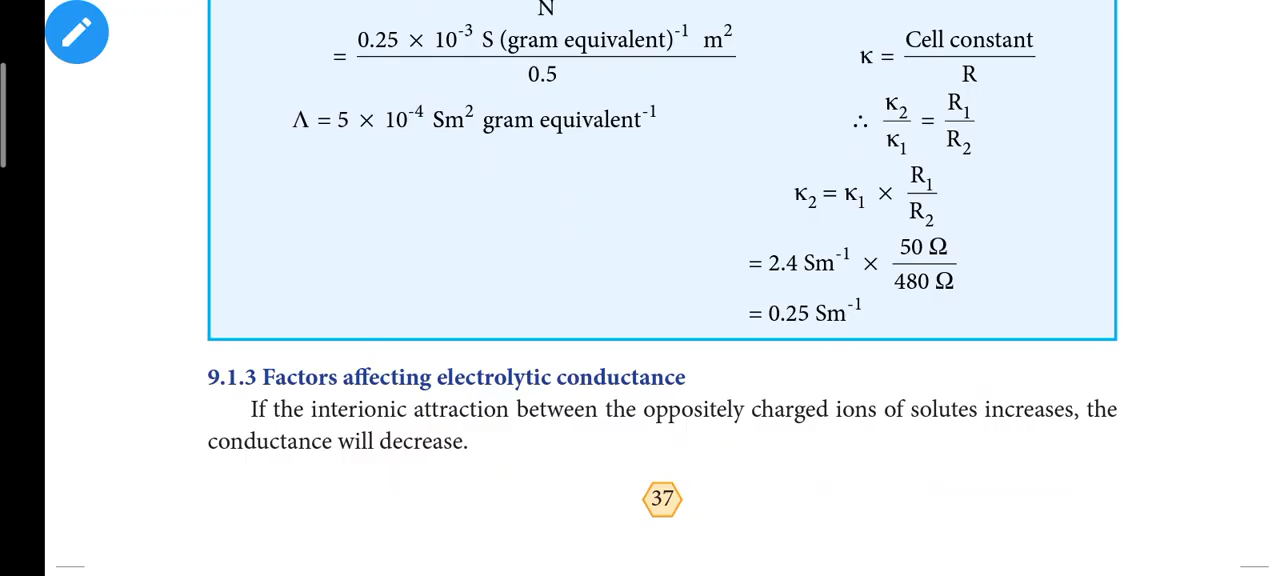 N
= 0.25 × 10⁻³ S (gram equivalent)⁻¹ m² / 0.5
Λ = 5 × 10⁻⁴ Sm² gram equivalent⁻¹
κ = Cell constant / R
∴ κ₂ / κ₁ = R₁ / R₂
κ₂ = κ₁ × R₁ / R₂
= 2.4 Sm⁻¹ × 50 Ω / 480 Ω
= 0.25 Sm⁻¹
9.1.3 Factors affecting electrolytic conductance
If the interionic attraction between the oppositely charged ions of solutes increases, the
conductance will decrease.
37